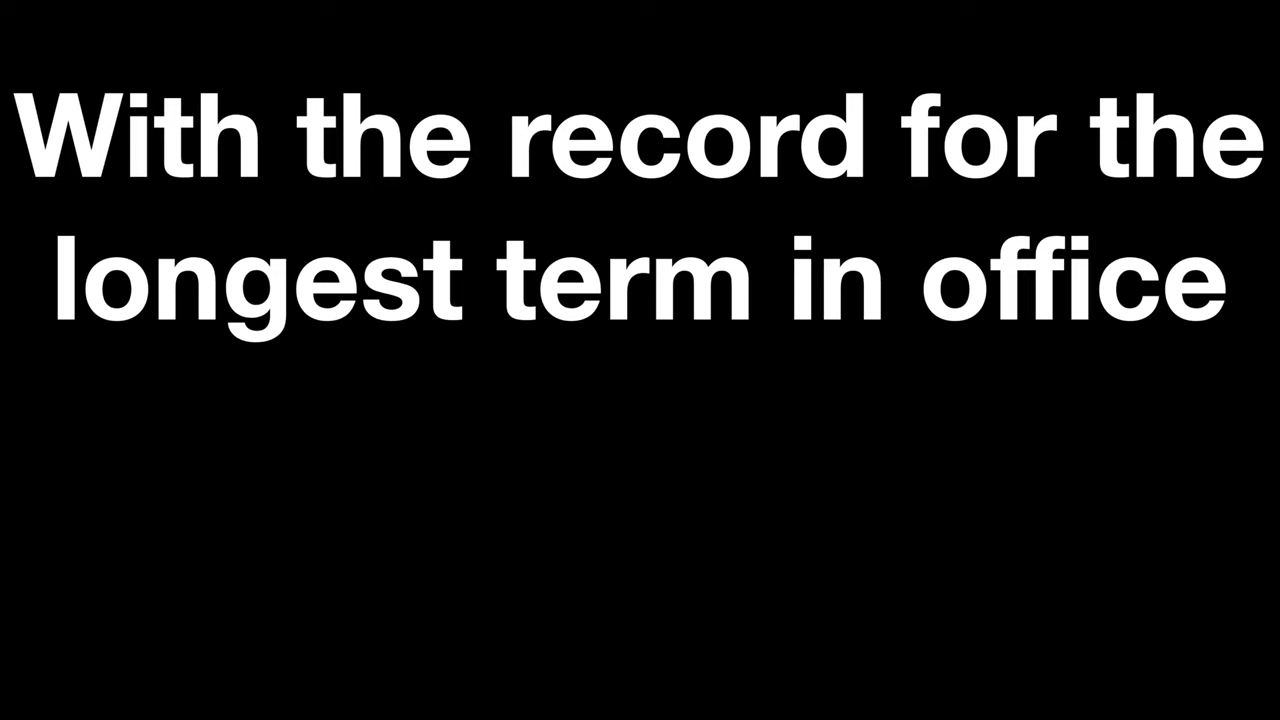 With the record for the
longest term in office